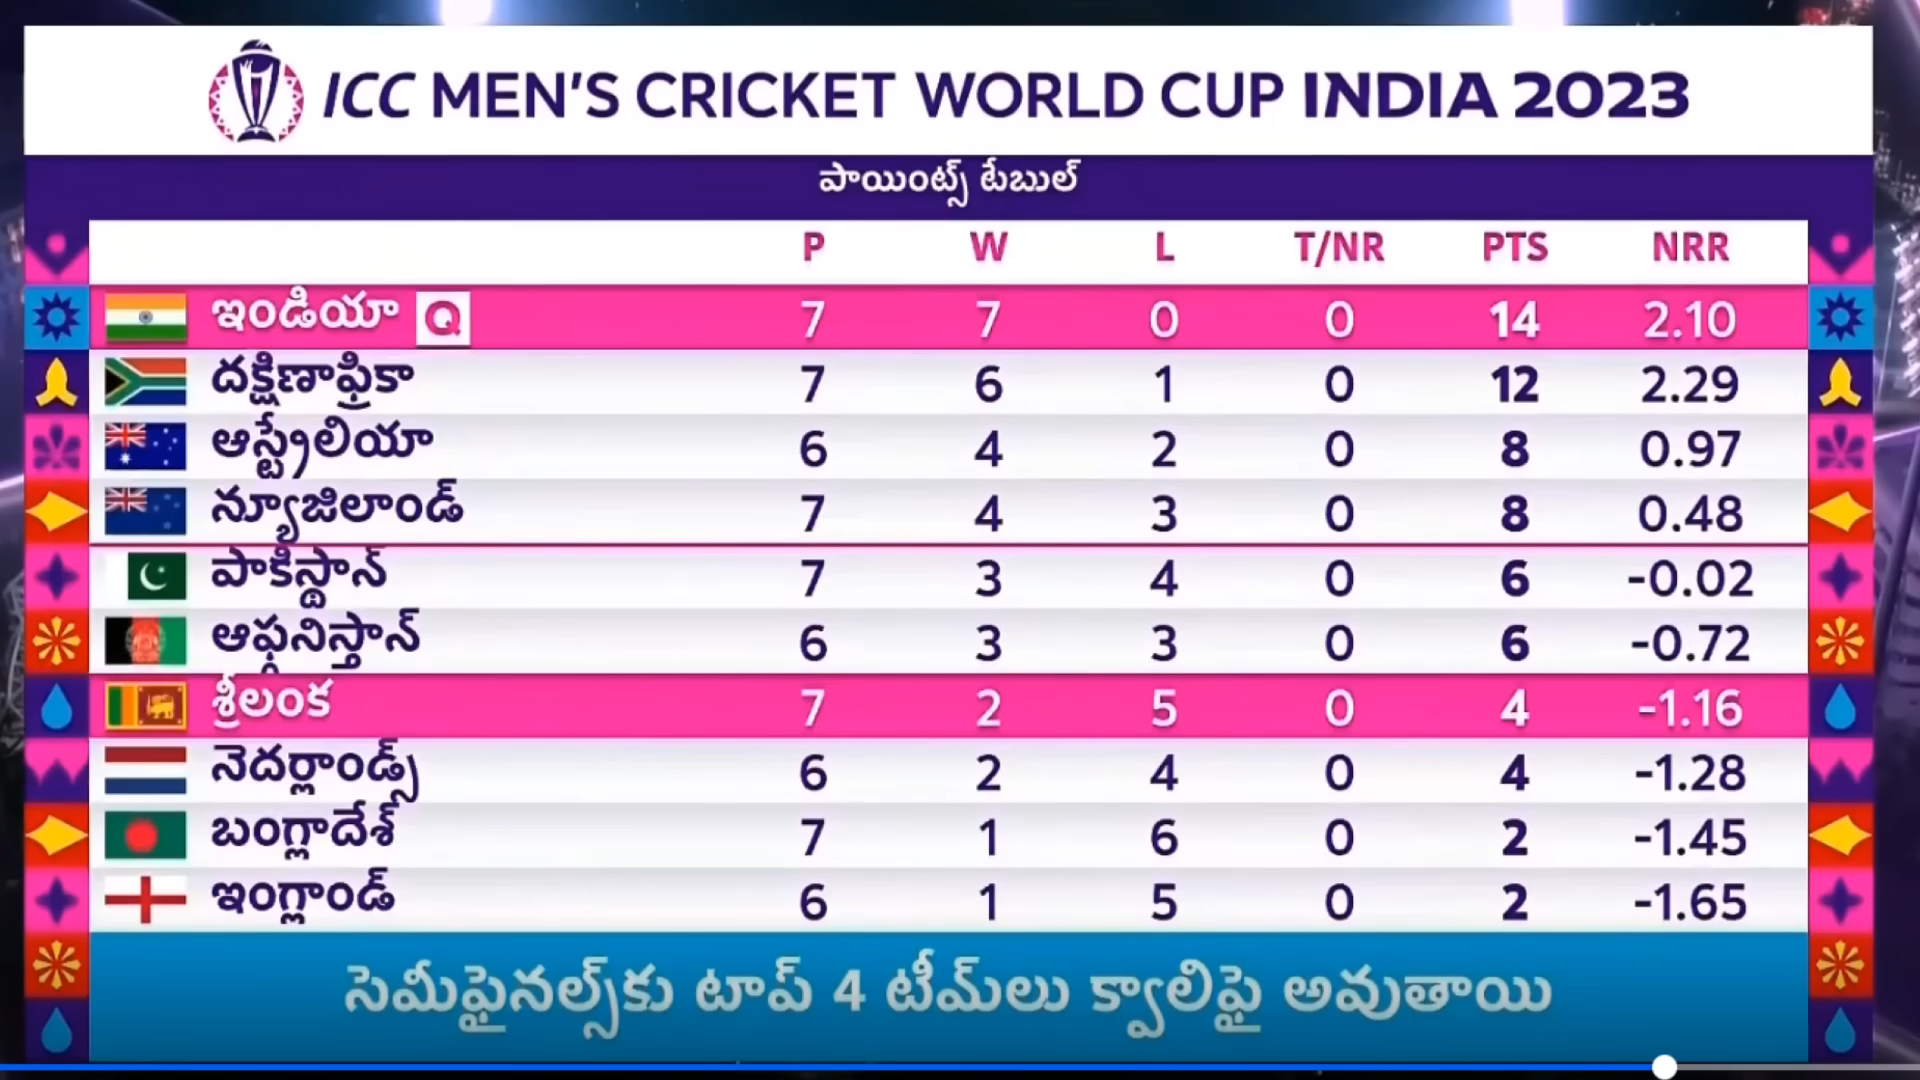 ICC MEN'S CRICKET WORLD CUP INDIA 2023
పాయింట్స్ టేబుల్
P W L T/NR PTS NRR
ఇండియా Q 7 7 0 0 14 2.10
దక్షిణాఫ్రికా 7 6 1 0 12 2.29
ఆస్ట్రేలియా 6 4 2 0 8 0.97
న్యూజిలాండ్ 7 4 3 0 8 0.48
పాకిస్థాన్ 7 3 4 0 6 -0.02
ఆఫ్గనిస్తాన్ 6 3 3 0 6 -0.72
శ్రీలంక 7 2 5 0 4 -1.16
నెదర్లాండ్స్ 6 2 4 0 4 -1.28
బంగ్లాదేశ్ 7 1 6 0 2 -1.45
ఇంగ్లాండ్ 6 1 5 0 2 -1.65
సెమీఫైనల్స్‌కు టాప్ 4 టీమ్‌లు క్వాలిఫై అవుతాయి